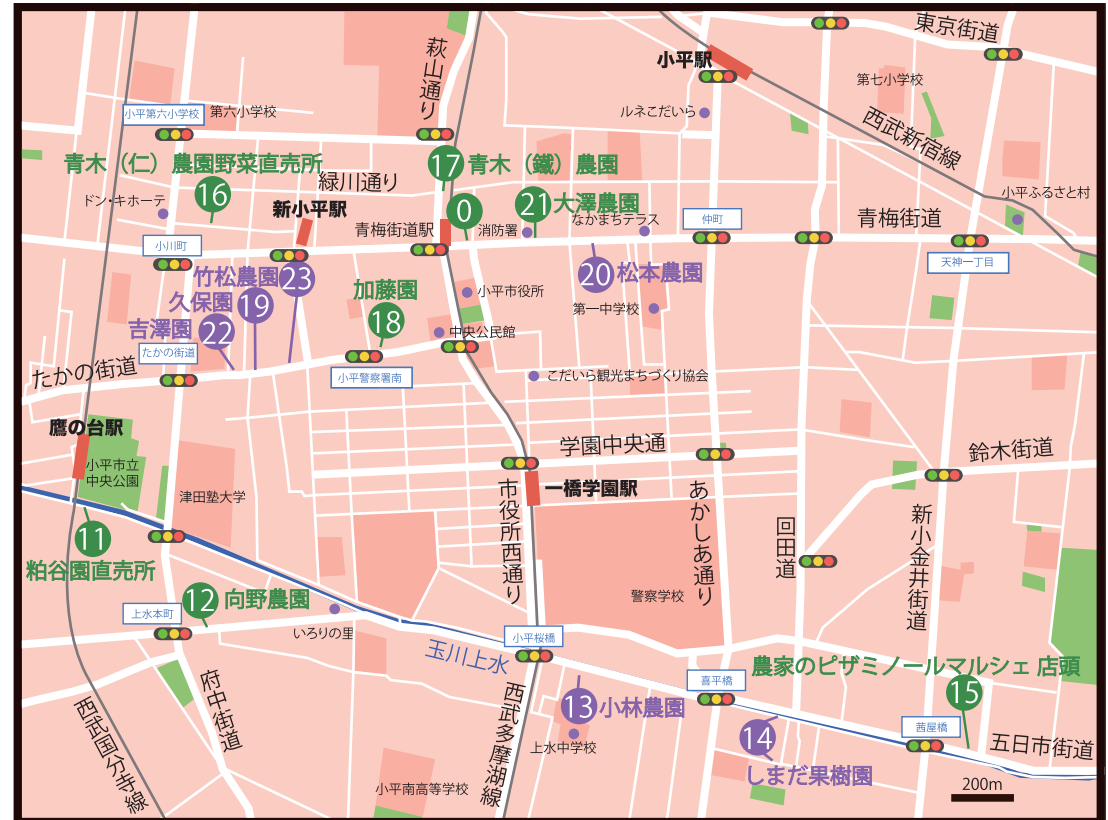 東京街道
萩山通り
小平駅
第七小学校
小平第六小学校
第六小学校
ルネこだいら
西武新宿線
青木（仁）農園野菜直売所
17
青木（鐵）農園
緑川通り
16
ドン・キホーテ
新小平駅
0
21
大澤農園
小平ふるさと村
青梅街道駅
消防署
なかまちテラス
仲町
青梅街道
小川町
天神一丁目
竹松農園
23
20
松本農園
加藤園
小平市役所
久保園
19
第一中学校
18
吉澤園
22
中央公民館
たかの街道
たかの街道
小平警察署南
こだいら観光まちづくり協会
鷹の台駅
学園中央通
鈴木街道
小平市立
中央公園
津田塾大学
一橋学園駅
市役所西通り
あかしあ通り
回田道
新小金井街道
11
粕谷園直売所
12
向野農園
警察学校
上水本町
いろりの里
小平桜橋
玉川上水
農家のピザミノールマルシェ 店頭
喜平橋
15
府中街道
西武国分寺線
西武多摩湖線
13
小林農園
茜屋橋
14
上水中学校
五日市街道
しまだ果樹園
小平南高等学校
200m